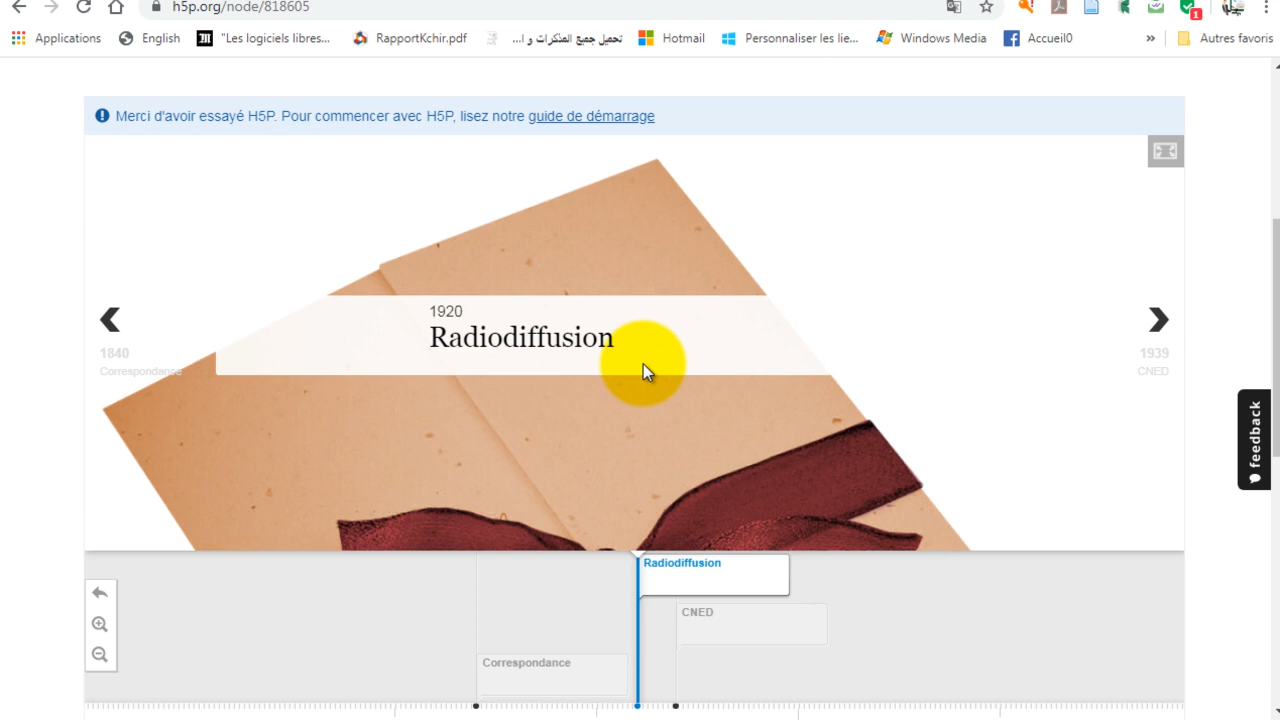 h5p.org/node/818605
1
Applications
English
"Les logiciels libres...
RapportKchir.pdf
تحميل جميع المذكرات و ا...
Hotmail
Personnaliser les lie...
Windows Media
Accueil0
»
Autres favoris
Merci d'avoir essayé H5P. Pour commencer avec H5P, lisez notre guide de démarrage
1920
Radiodiffusion
1840
Correspondance
1939
CNED
feedback
Radiodiffusion
CNED
Correspondance